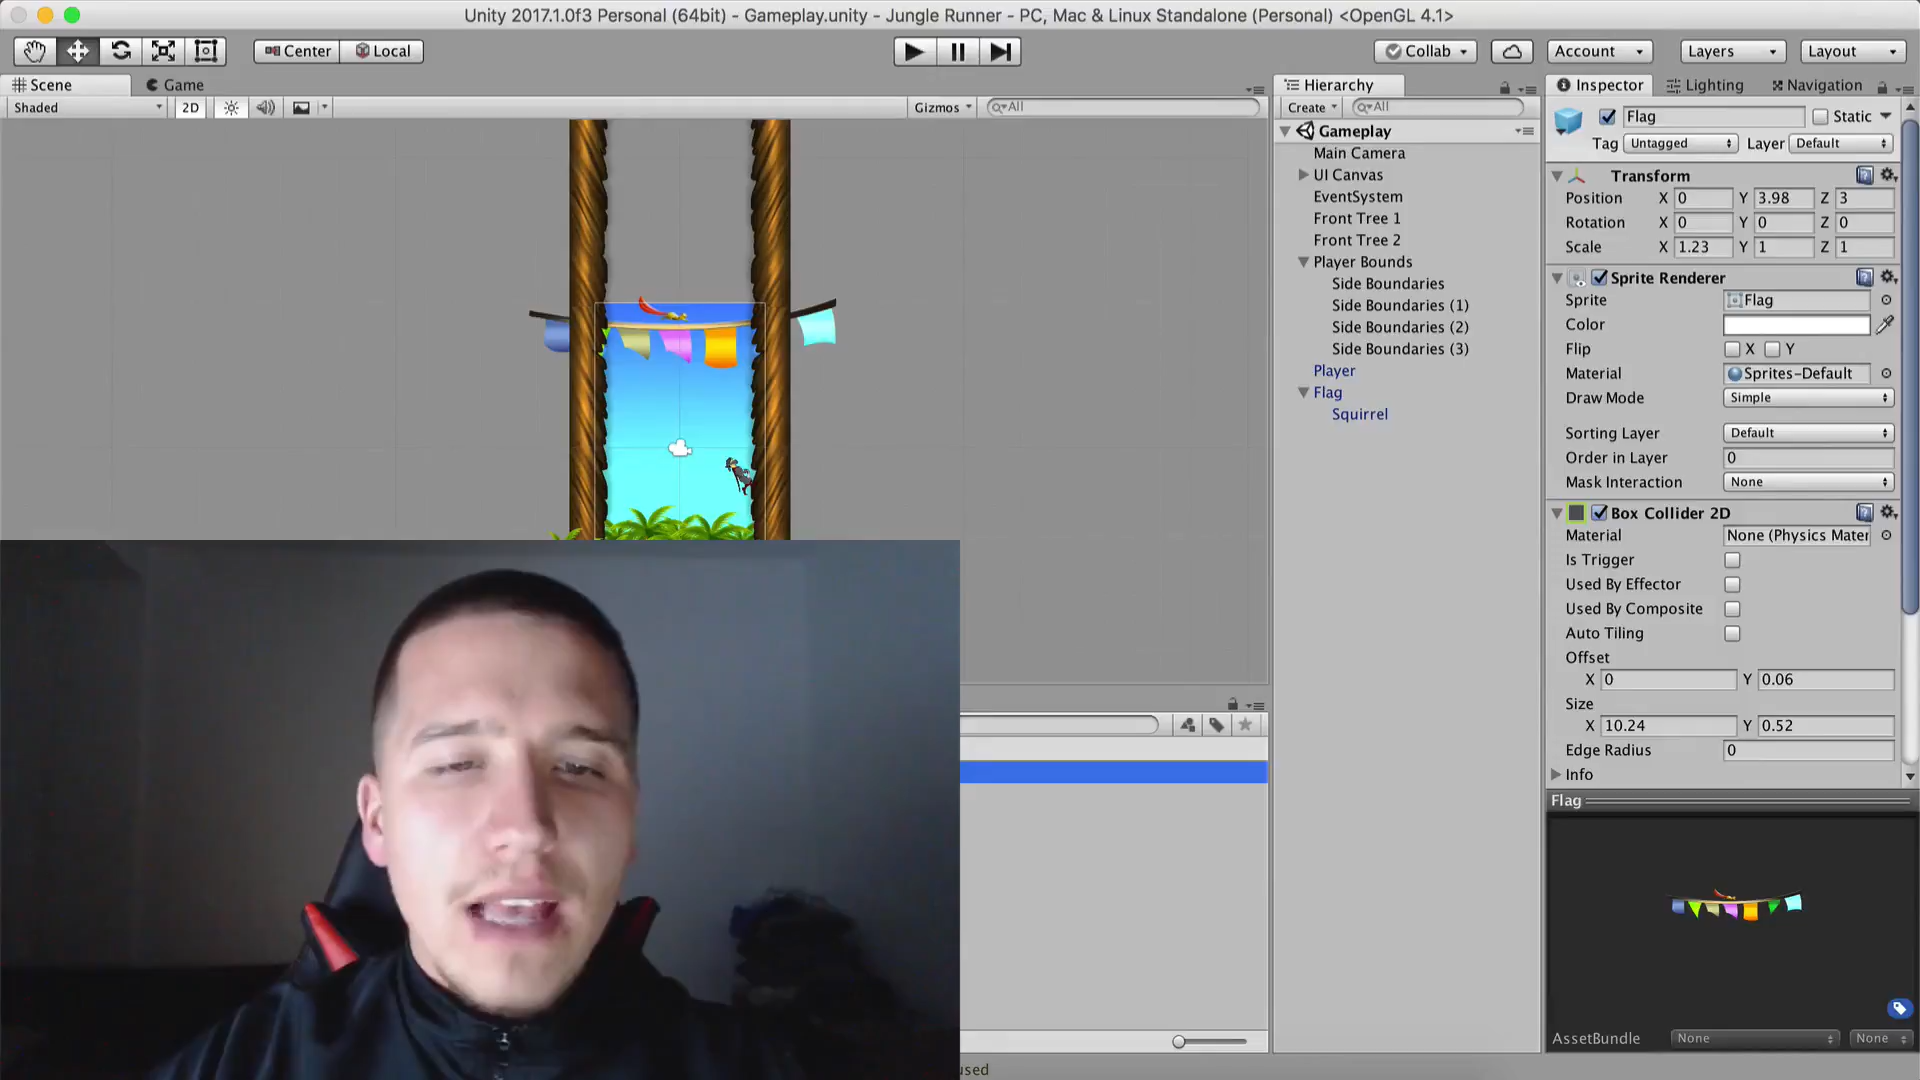 Unity 2017.1.0f3 Personal (64bit) - Gameplay.unity - Jungle Runner - PC, Mac & Linux Standalone (Personal) <OpenGL 4.1>
Center Local Collab Account Layers Layout
Scene Game
Shaded 2D Gizmos All
Hierarchy
Create All
Gameplay
Main Camera
UI Canvas
EventSystem
Front Tree 1
Front Tree 2
Player Bounds
Side Boundaries
Side Boundaries (1)
Side Boundaries (2)
Side Boundaries (3)
Player
Flag
Squirrel
Inspector Lighting Navigation
Flag Static
Tag Untagged Layer Default
Transform
Position X 0 Y 3.98 Z 3
Rotation X 0 Y 0 Z 0
Scale X 1.23 Y 1 Z 1
Sprite Renderer
Sprite Flag
Color
Flip X Y
Material Sprites-Default
Draw Mode Simple
Sorting Layer Default
Order in Layer 0
Mask Interaction None
Box Collider 2D
Material None (Physics Mater
Is Trigger
Used By Effector
Used By Composite
Auto Tiling
Offset
X 0 Y 0.06
Size
X 10.24 Y 0.52
Edge Radius 0
Info
Flag
AssetBundle None None
used